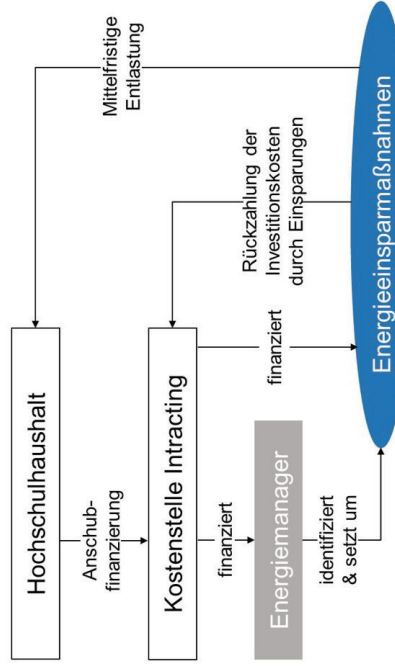 Hochschulhaushalt
Anschub-
finanzierung
Mittelfristige
Entlastung
Kostenstelle Intracting
Rückzahlung der
Investitionskosten
durch Einsparungen
finanziert
finanziert
Energiemanager
identifiziert
& setzt um
Energieeinsparmaßnahmen